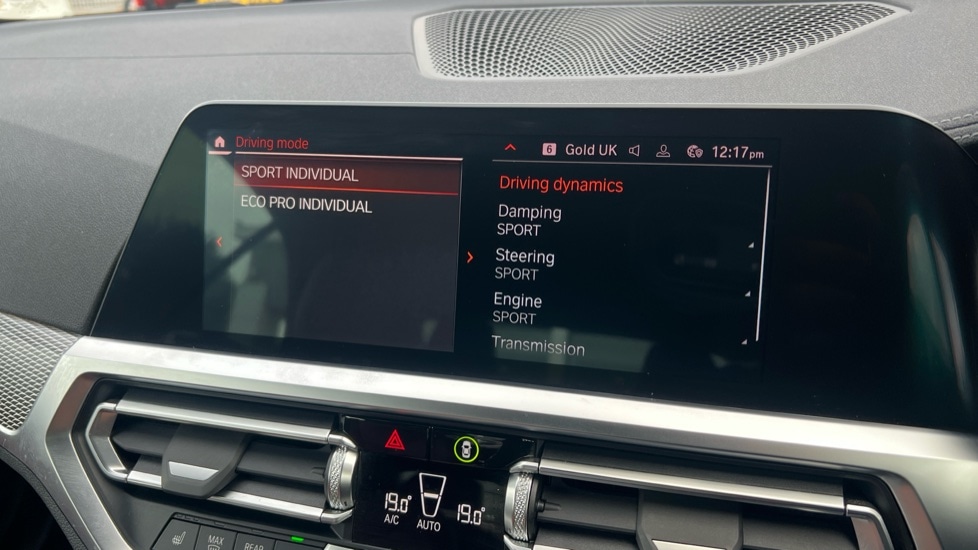 Driving mode
SPORT INDIVIDUAL
ECO PRO INDIVIDUAL
6 Gold UK 12:17pm
Driving dynamics
Damping
SPORT
Steering
SPORT
Engine
SPORT
Transmission
19.0° 19.0°
A/C AUTO
MAX
REAR